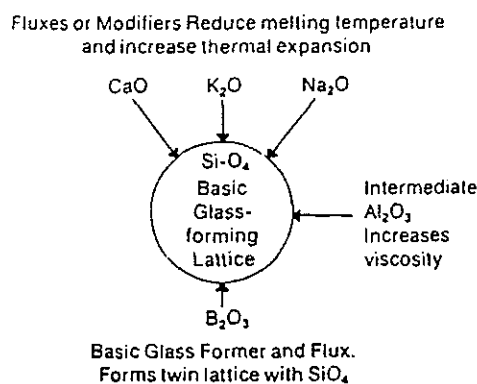 Fluxes or Modifiers Reduce melting temperature
and increase thermal expansion
CaO K₂O Na₂O
Si-O₄
Basic
Glass-
forming
Lattice
Intermediate
Al₂O₃
Increases
viscosity
B₂O₃
Basic Glass Former and Flux.
Forms twin lattice with SiO₄